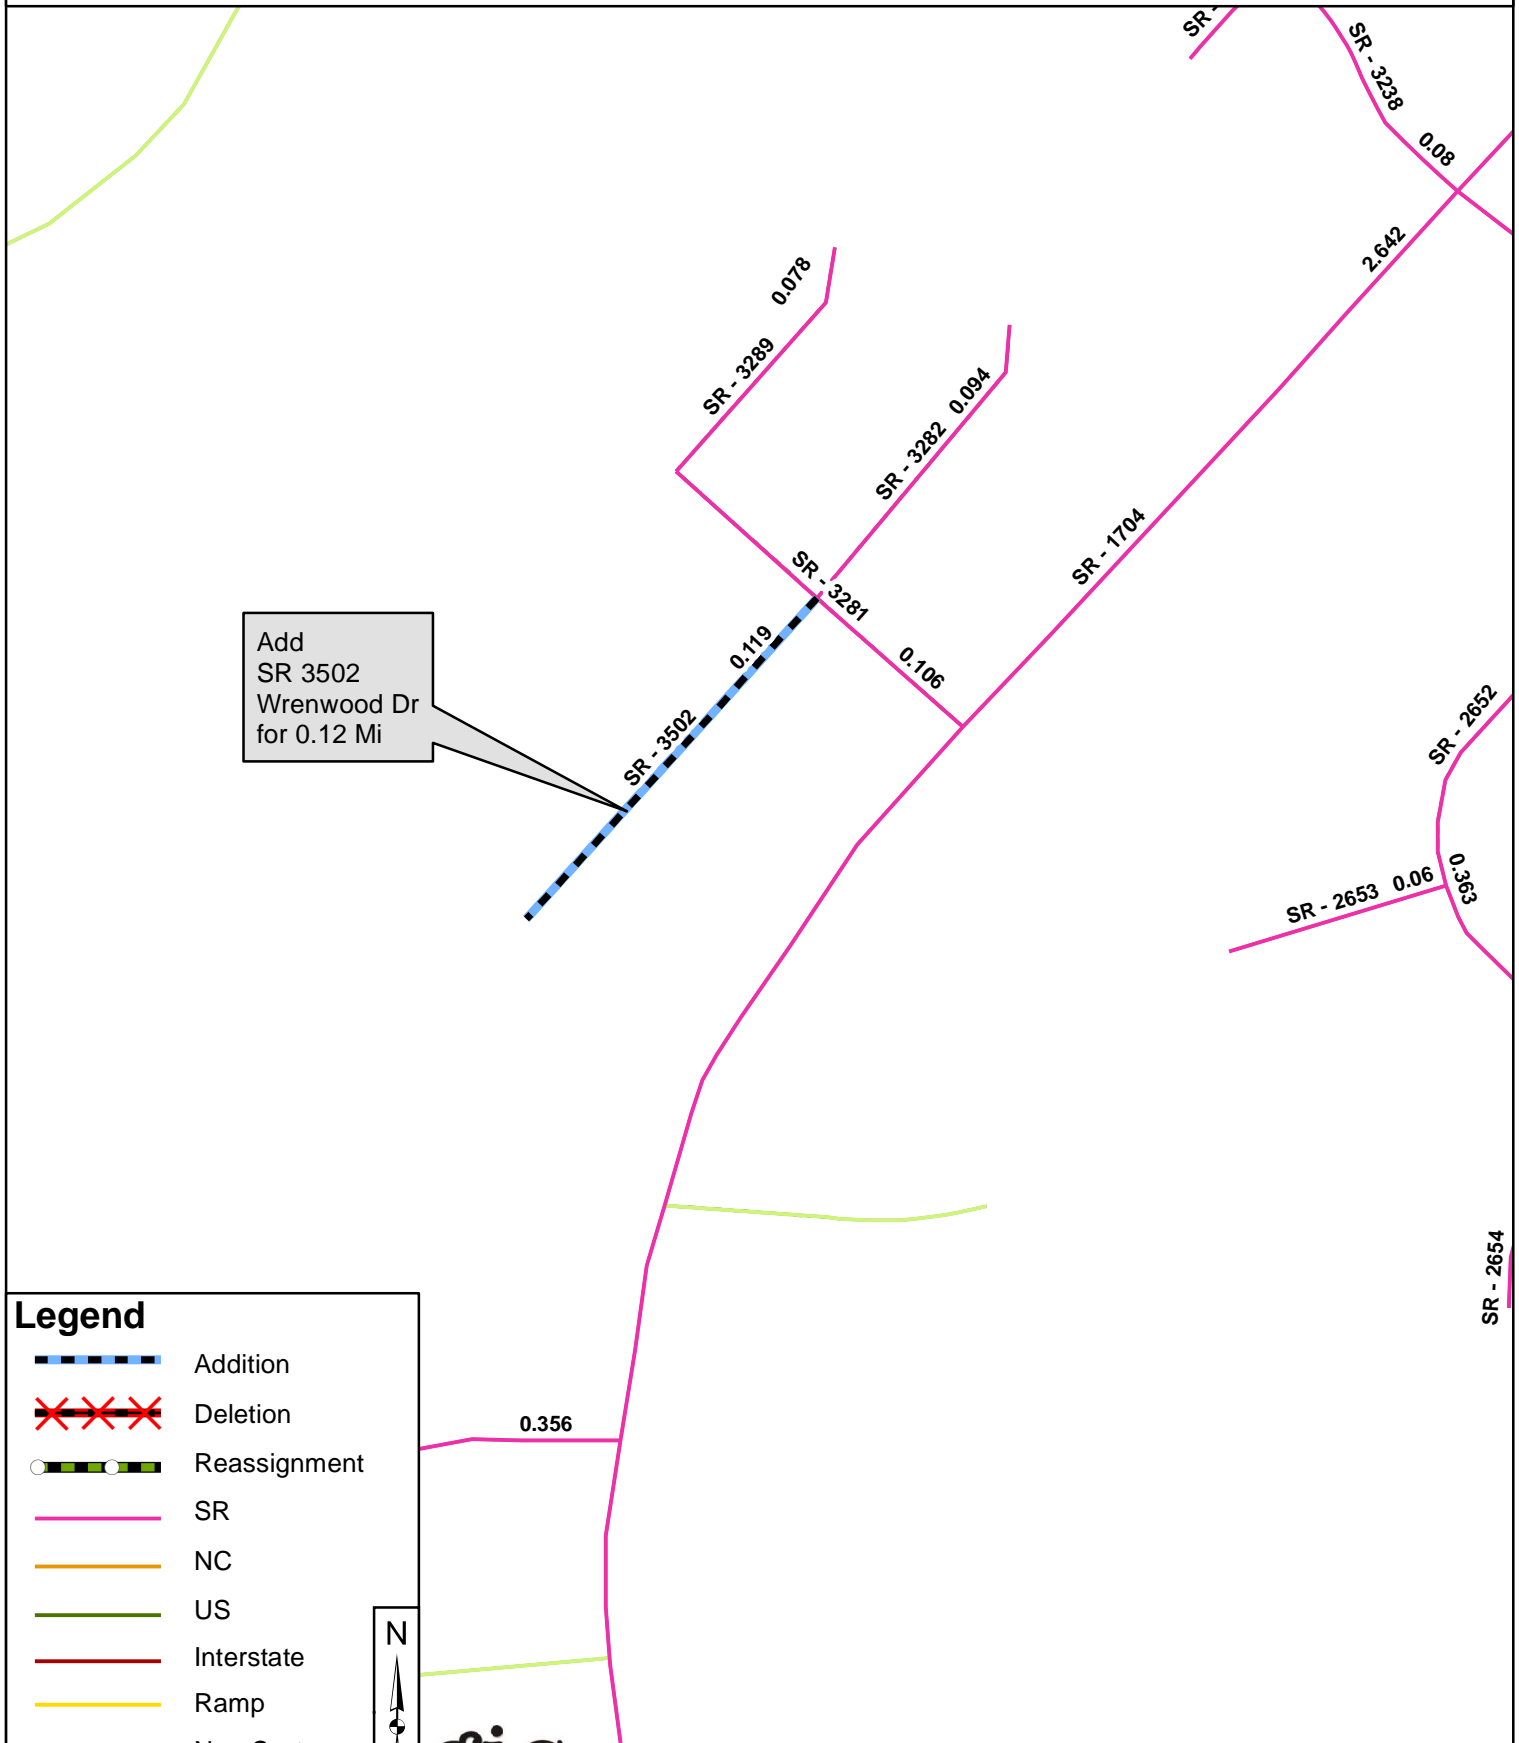 SR -
SR - 3238
0.08
2.642
0.078
SR - 3289
0.094
SR - 3282
SR - 1704
SR - 3281
0.106
0.119
SR - 3502
Add
SR 3502
Wrenwood Dr
for 0.12 Mi
SR - 2652
0.363
SR - 2653 0.06
SR - 2654
0.356
Legend
Addition
Deletion
Reassignment
SR
NC
US
Interstate
Ramp
N